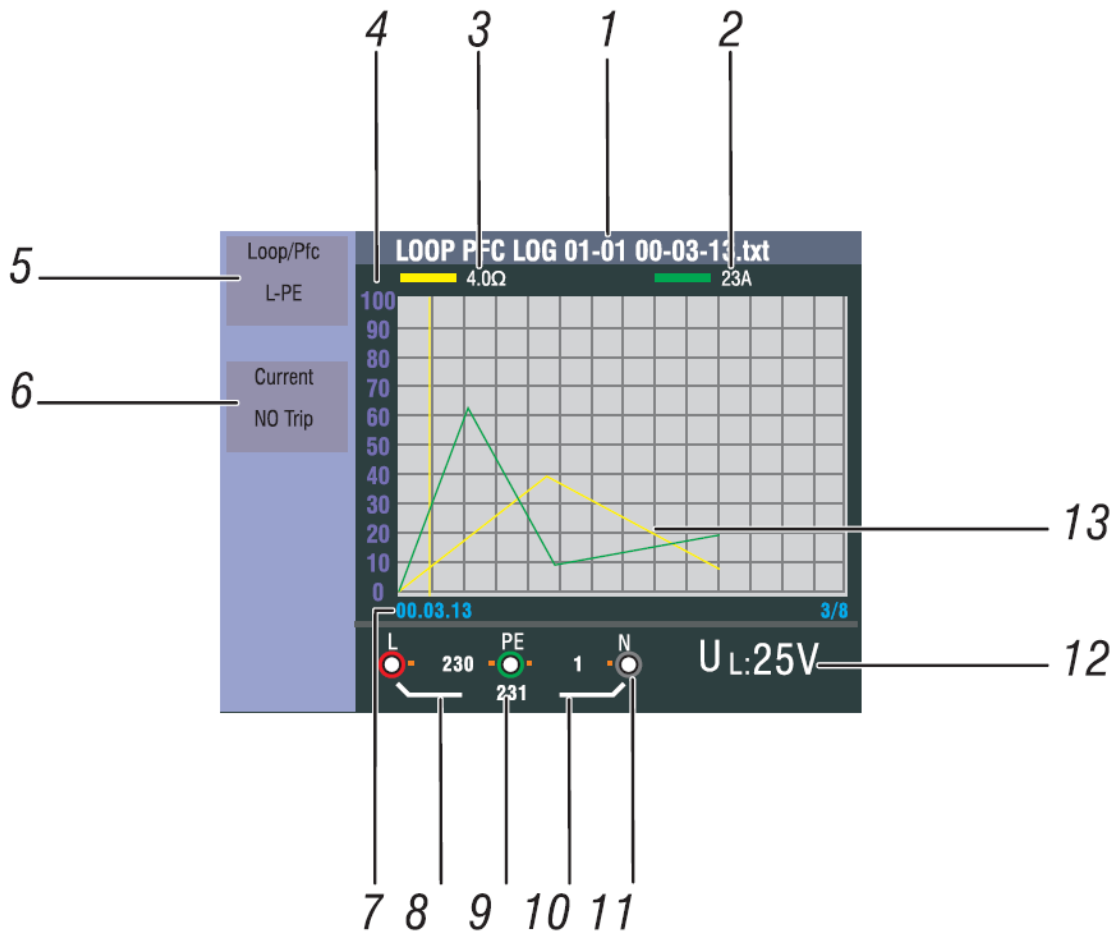 4 3 1 2
LOOP PFC LOG 01-01 00-03-13.txt
4.0Ω 23A
5
Loop/Pfc
L-PE
6
Current
NO Trip
100
90
80
70
60
50
40
30
20
10
0
13
00.03.13 3/8
L PE N
230 1
231
UL:25V
12
7 8 9 10 11